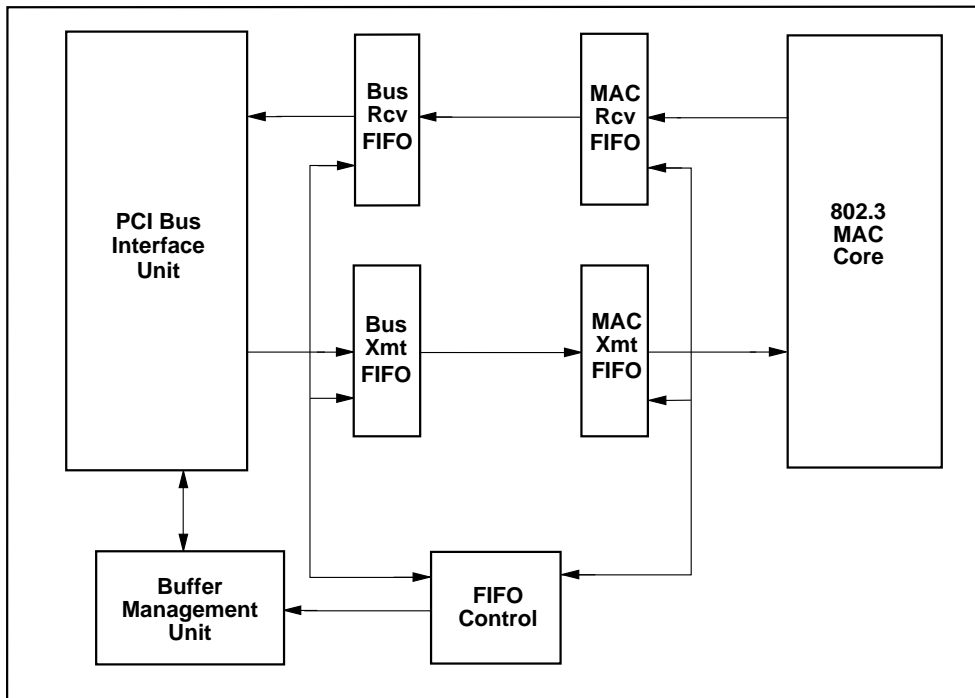 Bus
Rcv
FIFO
MAC
Rcv
FIFO
PCI Bus
Interface
Unit
802.3
MAC
Core
Bus
Xmt
FIFO
MAC
Xmt
FIFO
Buffer
Management
Unit
FIFO
Control